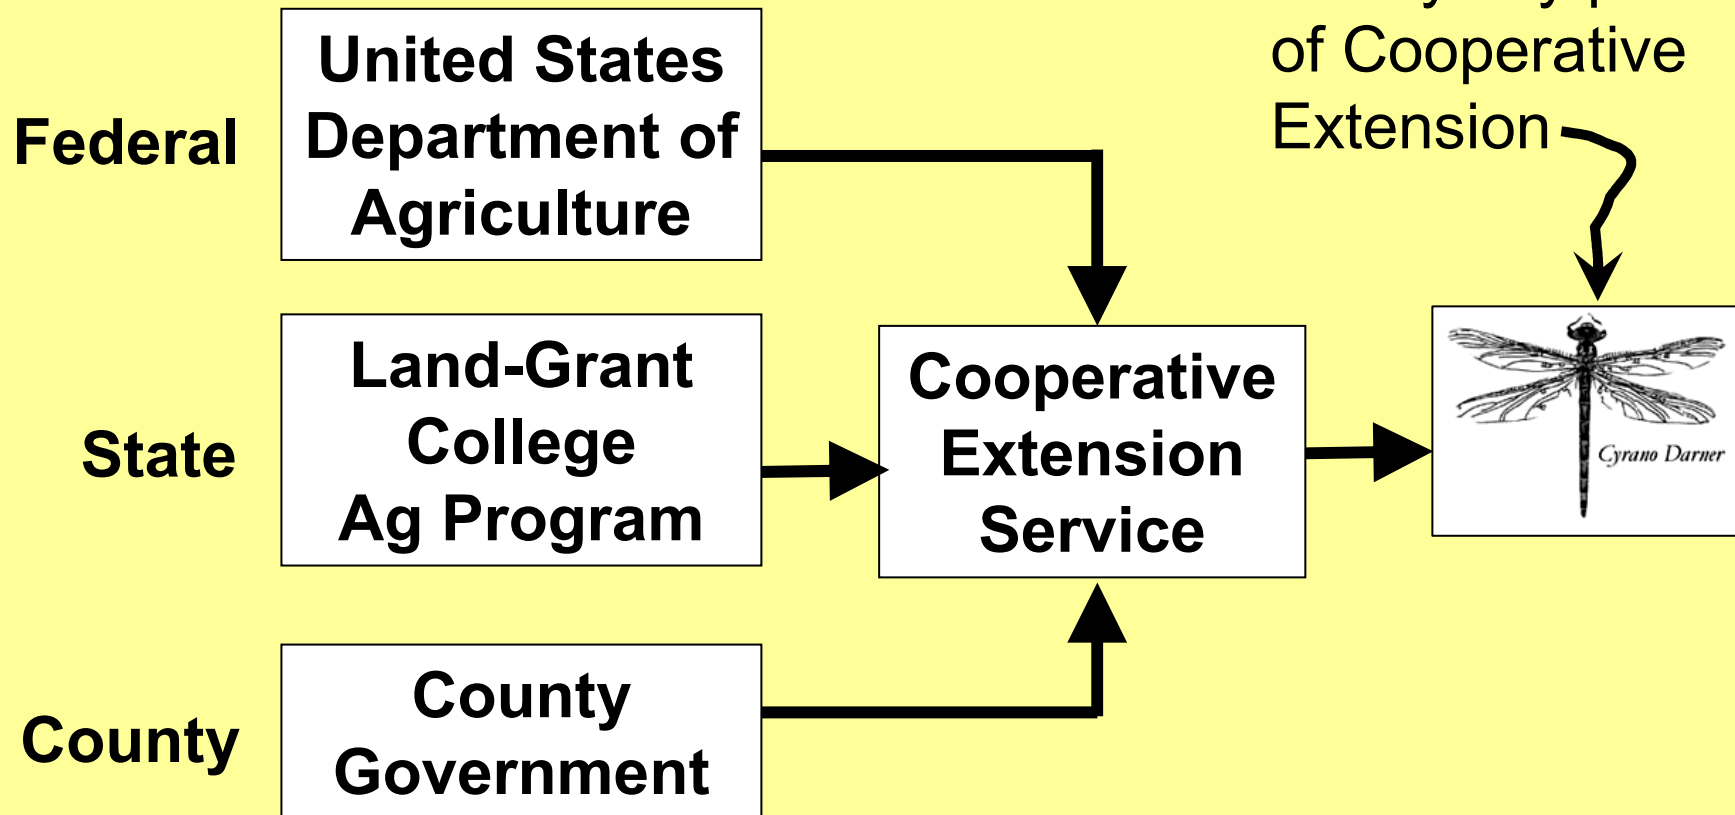 of Cooperative
Extension
Federal
United States
Department of
Agriculture
State
Land-Grant
College
Ag Program
Cooperative
Extension
Service
Cyrano Darner
County
County
Government